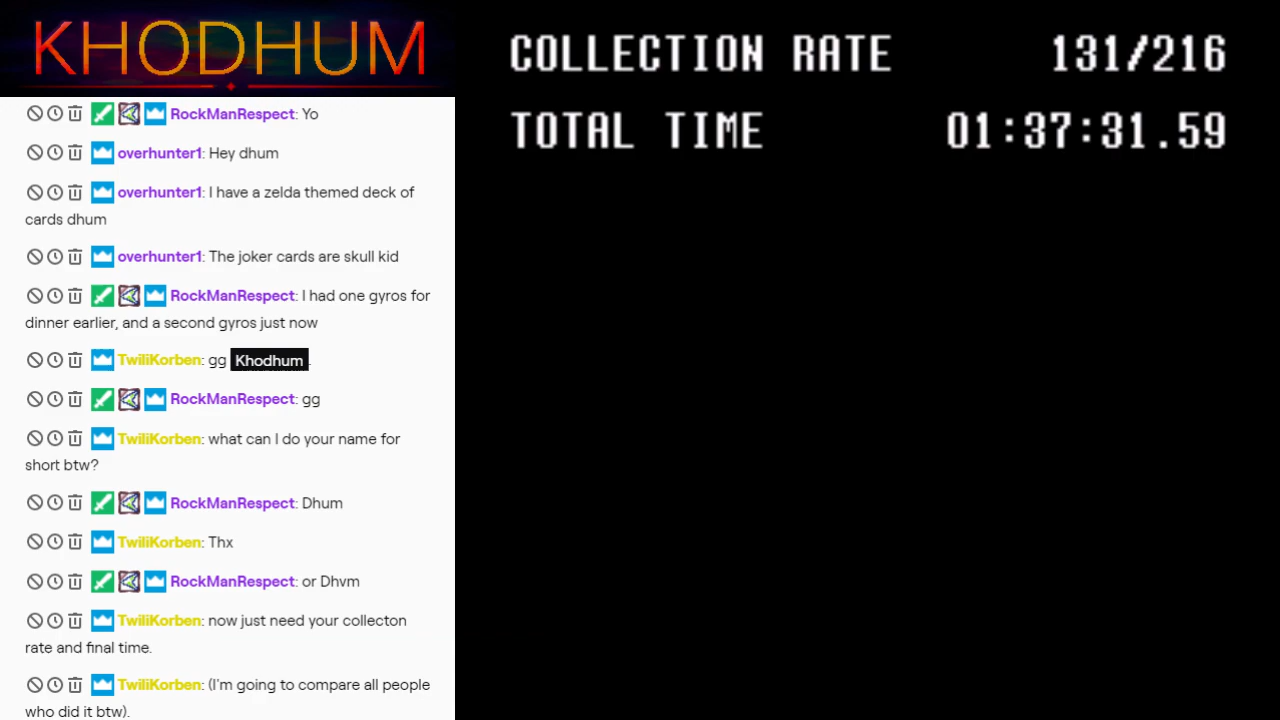 KHODHUM
RockManRespect: Yo
overhunter1: Hey dhum
overhunter1: I have a zelda themed deck of
cards dhum
overhunter1: The joker cards are skull kid
RockManRespect: I had one gyros for
dinner earlier, and a second gyros just now
TwiliKorben: gg Khodhum.
RockManRespect: gg
TwiliKorben: what can I do your name for
short btw?
RockManRespect: Dhum
TwiliKorben: Thx
RockManRespect: or Dhvm
TwiliKorben: now just need your collecton
rate and final time.
TwiliKorben: (I'm going to compare all people
who did it btw).
COLLECTION RATE 131/216
TOTAL TIME 01:37:31.59